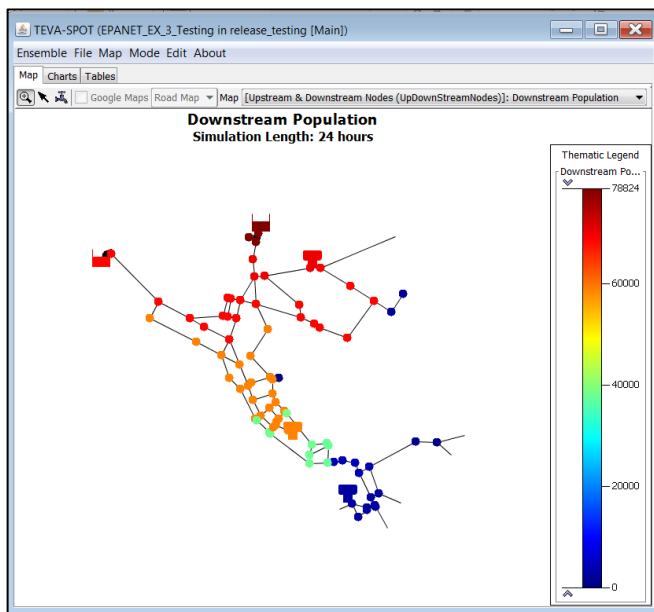 TEVA-SPOT (EPANET_EX_3_Testing in release_testing [Main])
Ensemble File Map Mode Edit About
Map Charts Tables
Google Maps Road Map Map [Upstream & Downstream Nodes (UpDownStreamNodes)]: Downstream Population
Downstream Population
Simulation Length: 24 hours
Thematic Legend
Downstream Po...
78824
60000
40000
20000
0